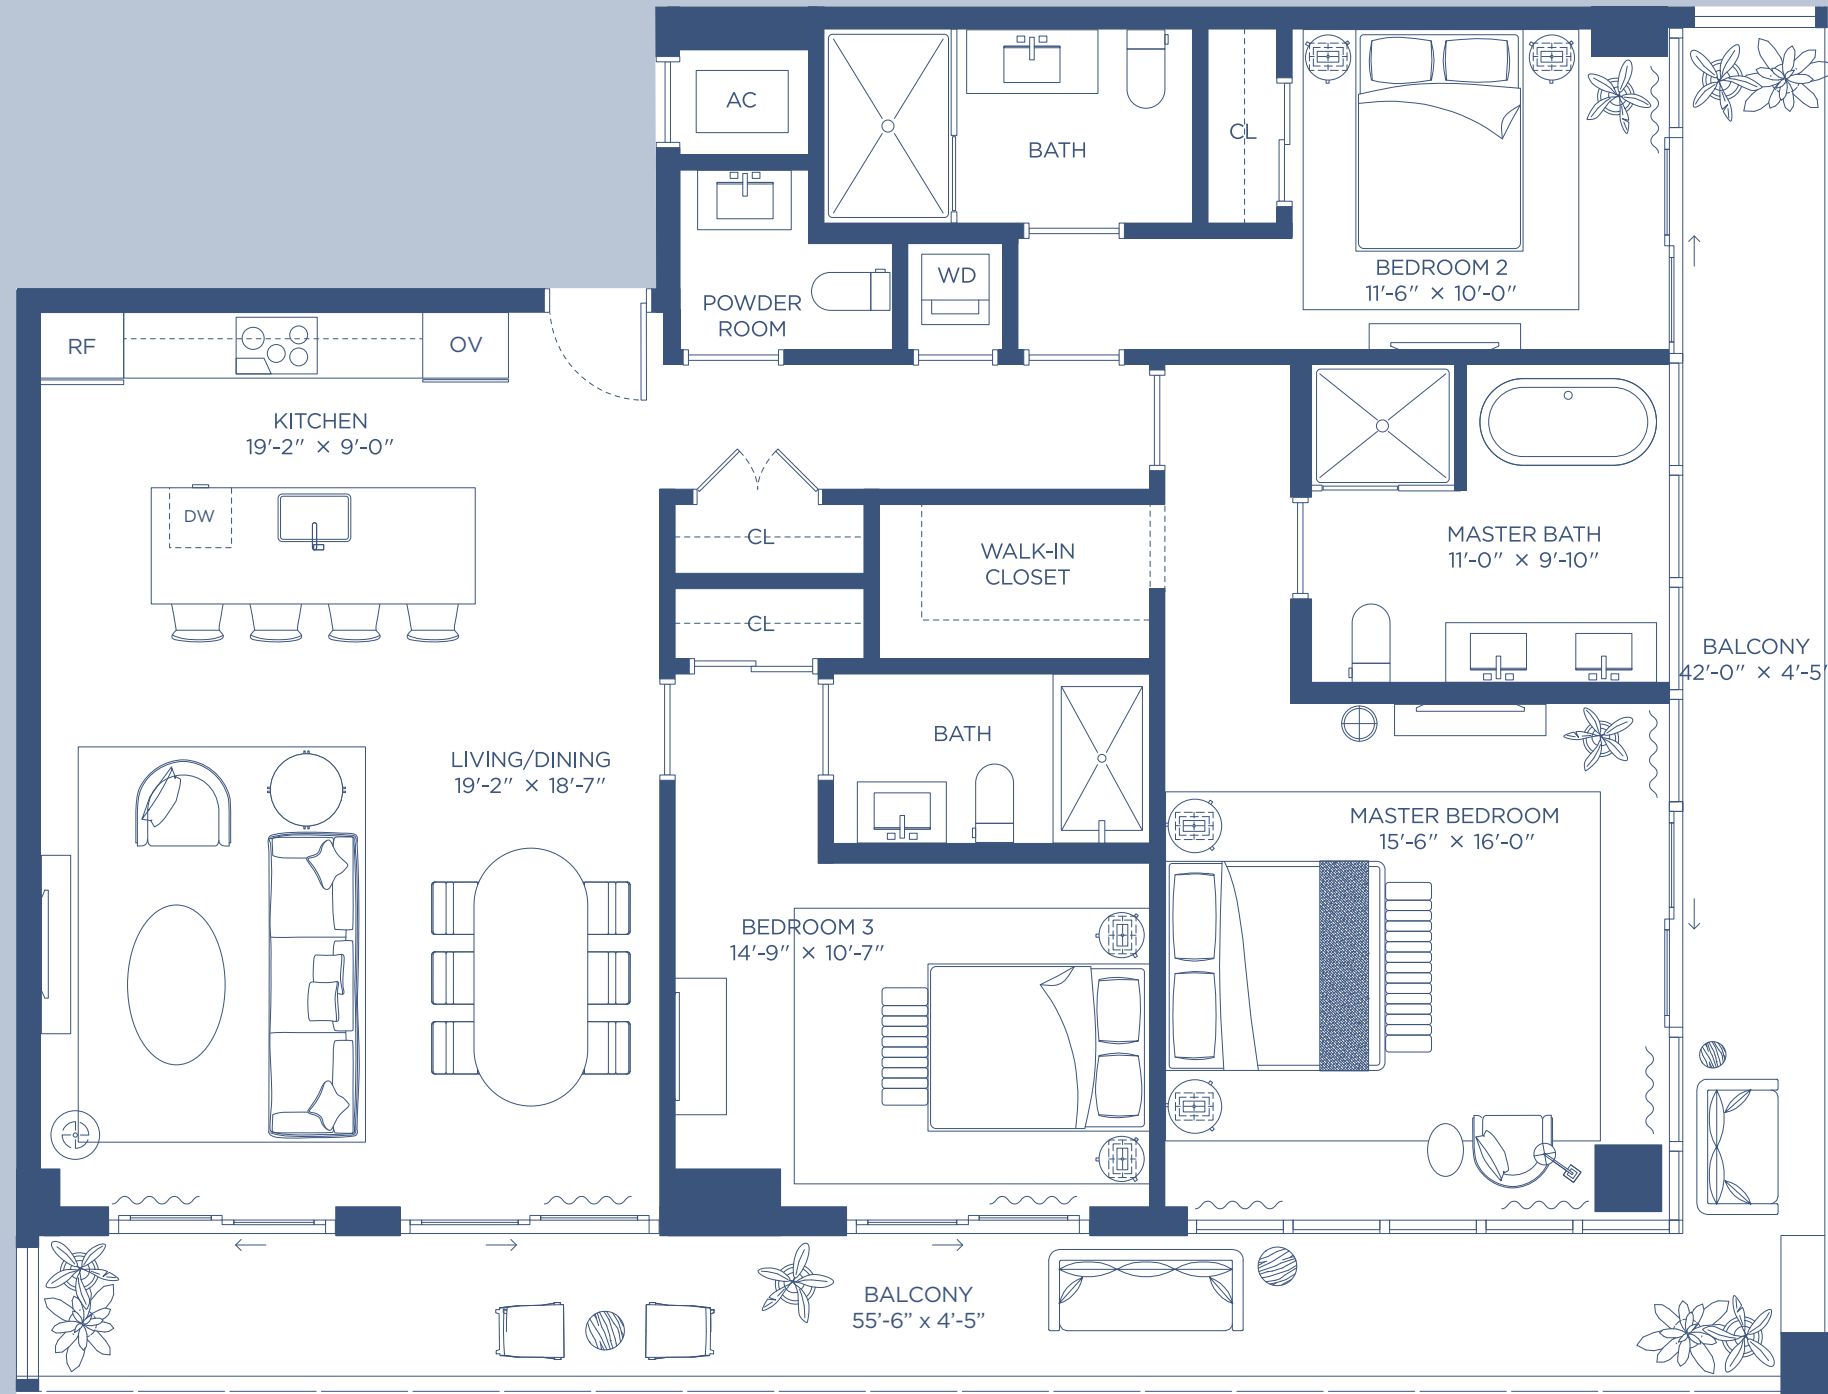 AC
BATH
CL
BEDROOM 2
11'-6" × 10'-0"
POWDER
ROOM
WD
RF
OV
KITCHEN
19'-2" × 9'-0"
DW
CL
WALK-IN
CLOSET
MASTER BATH
11'-0" × 9'-10"
CL
BALCONY
42'-0" × 4'-5"
BATH
LIVING/DINING
19'-2" × 18'-7"
MASTER BEDROOM
15'-6" × 16'-0"
BEDROOM 3
14'-9" × 10'-7"
BALCONY
55'-6" x 4'-5"